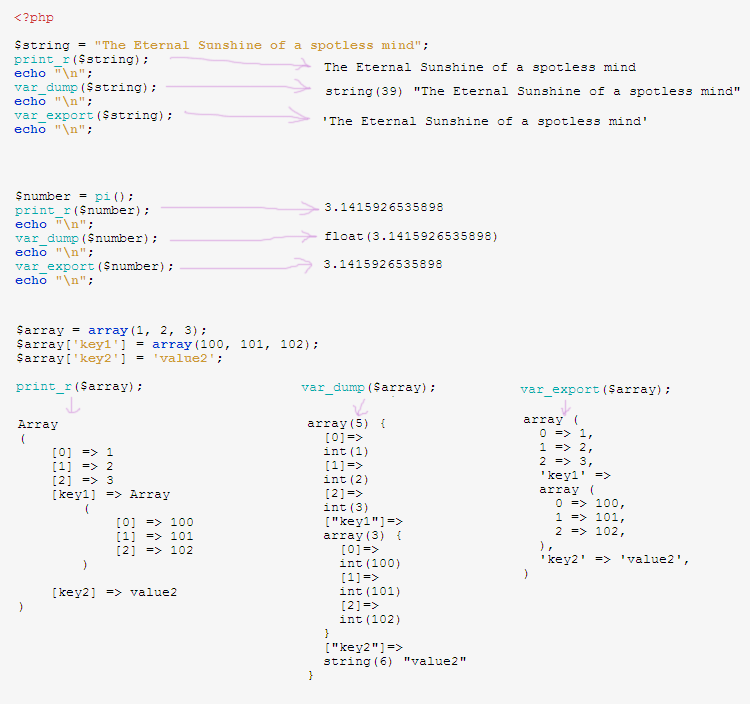 <?php
$string = "The Eternal Sunshine of a spotless mind";
print_r($string);
The Eternal Sunshine of a spotless mind
echo "\n";
var_dump($string);
string(39) "The Eternal Sunshine of a spotless mind"
echo "\n";
var_export($string);
'The Eternal Sunshine of a spotless mind'
echo "\n";
$number = pi();
print_r($number);
3.1415926535898
echo "\n";
var_dump($number);
float(3.1415926535898)
echo "\n";
var_export($number);
3.1415926535898
echo "\n";
$array = array(1, 2, 3);
$array['key1'] = array(100, 101, 102);
$array['key2'] = 'value2';
print_r($array);
Array
(
    [0] => 1
    [1] => 2
    [2] => 3
    [key1] => Array
        (
            [0] => 100
            [1] => 101
            [2] => 102
        )
    [key2] => value2
)
var_dump($array);
array(5) {
  [0]=>
  int(1)
  [1]=>
  int(2)
  [2]=>
  int(3)
  ["key1"]=>
  array(3) {
    [0]=>
    int(100)
    [1]=>
    int(101)
    [2]=>
    int(102)
  }
  ["key2"]=>
  string(6) "value2"
}
var_export($array);
array (
  0 => 1,
  1 => 2,
  2 => 3,
  'key1' =>
  array (
    0 => 100,
    1 => 101,
    2 => 102,
  ),
  'key2' => 'value2',
)